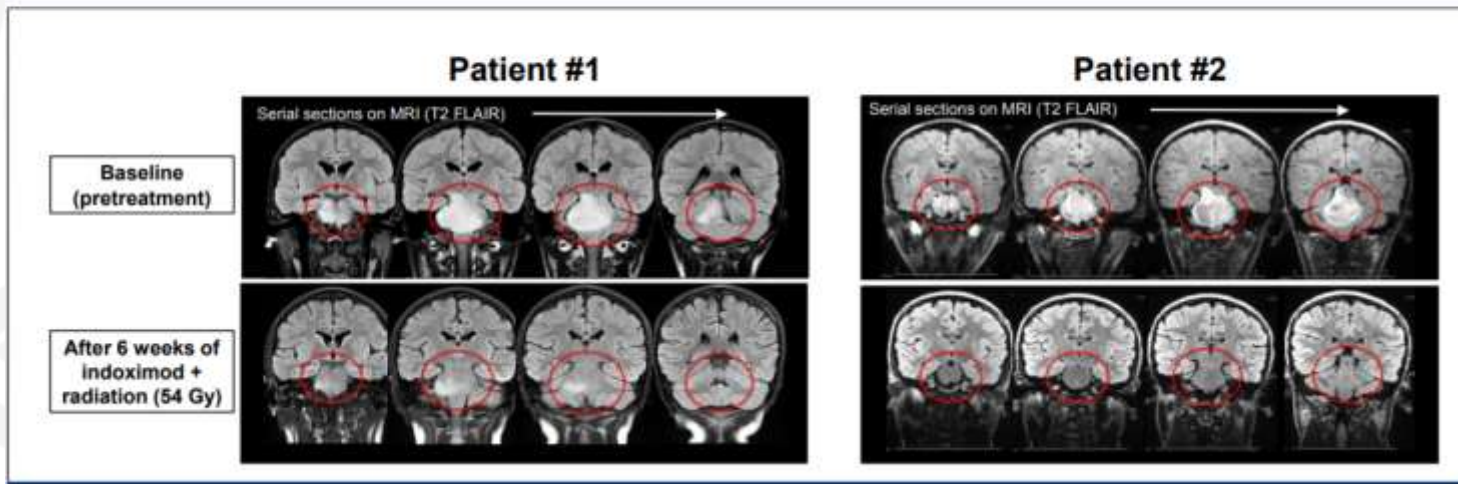 Patient #1
Patient #2
Serial sections on MRI (T2 FLAIR)
Serial sections on MRI (T2 FLAIR)
Baseline
(pretreatment)
After 6 weeks of
indoximod +
radiation (54 Gy)